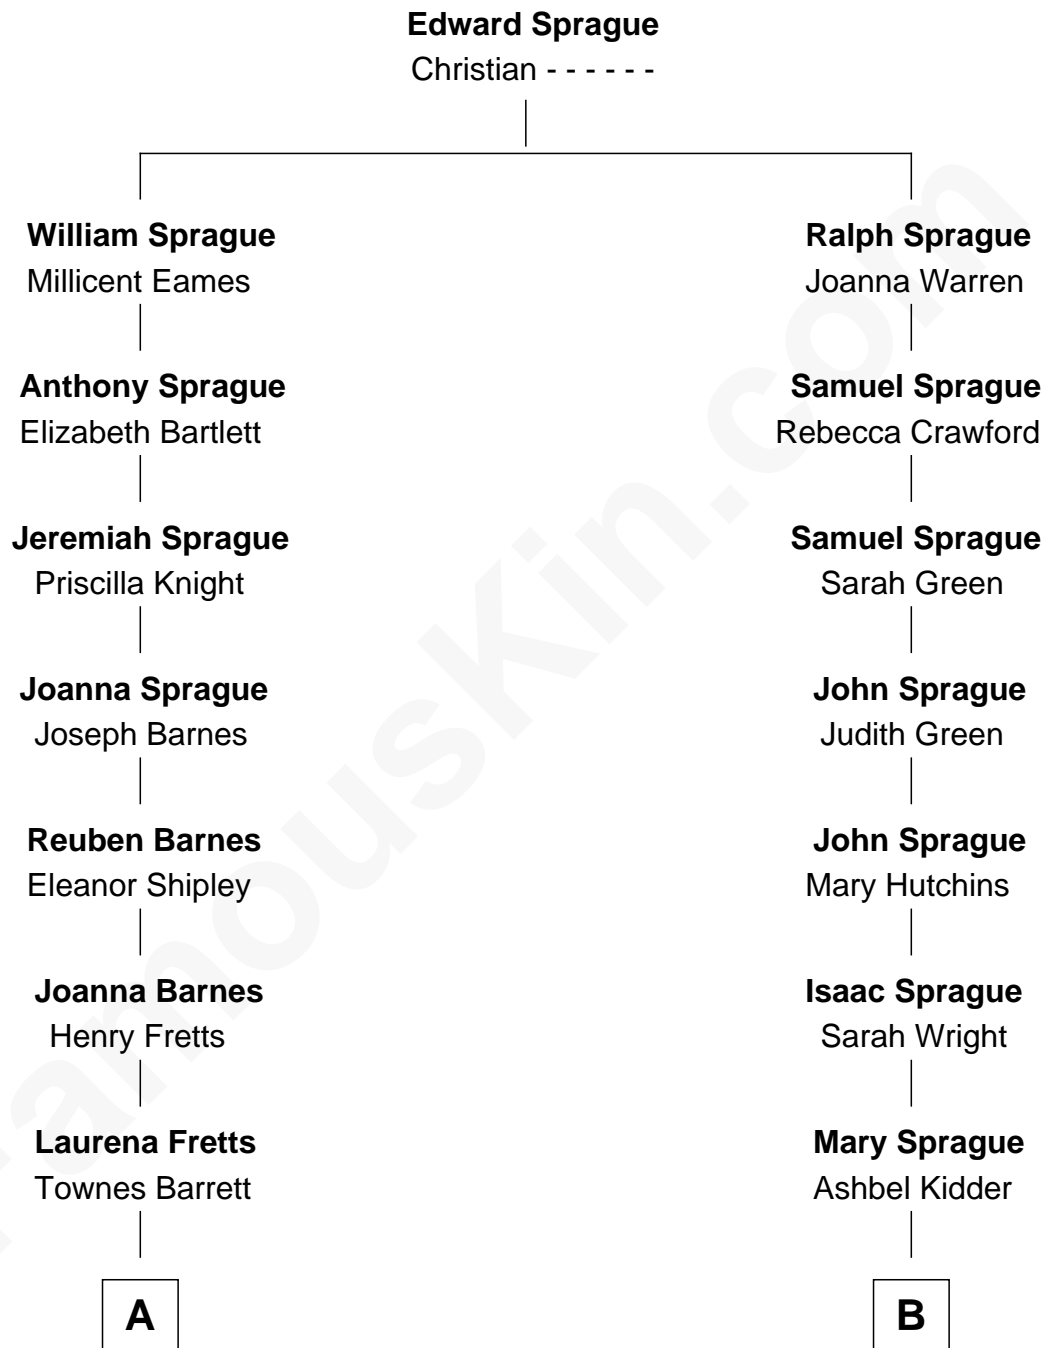 Edward Sprague
Christian - - - - - -
William Sprague
Millicent Eames
Ralph Sprague
Joanna Warren
Anthony Sprague
Elizabeth Bartlett
Samuel Sprague
Rebecca Crawford
Jeremiah Sprague
Priscilla Knight
Samuel Sprague
Sarah Green
Joanna Sprague
Joseph Barnes
John Sprague
Judith Green
Reuben Barnes
Eleanor Shipley
John Sprague
Mary Hutchins
Joanna Barnes
Henry Fretts
Isaac Sprague
Sarah Wright
Laurena Fretts
Townes Barrett
Mary Sprague
Ashbel Kidder
A
B
FamousKin.com